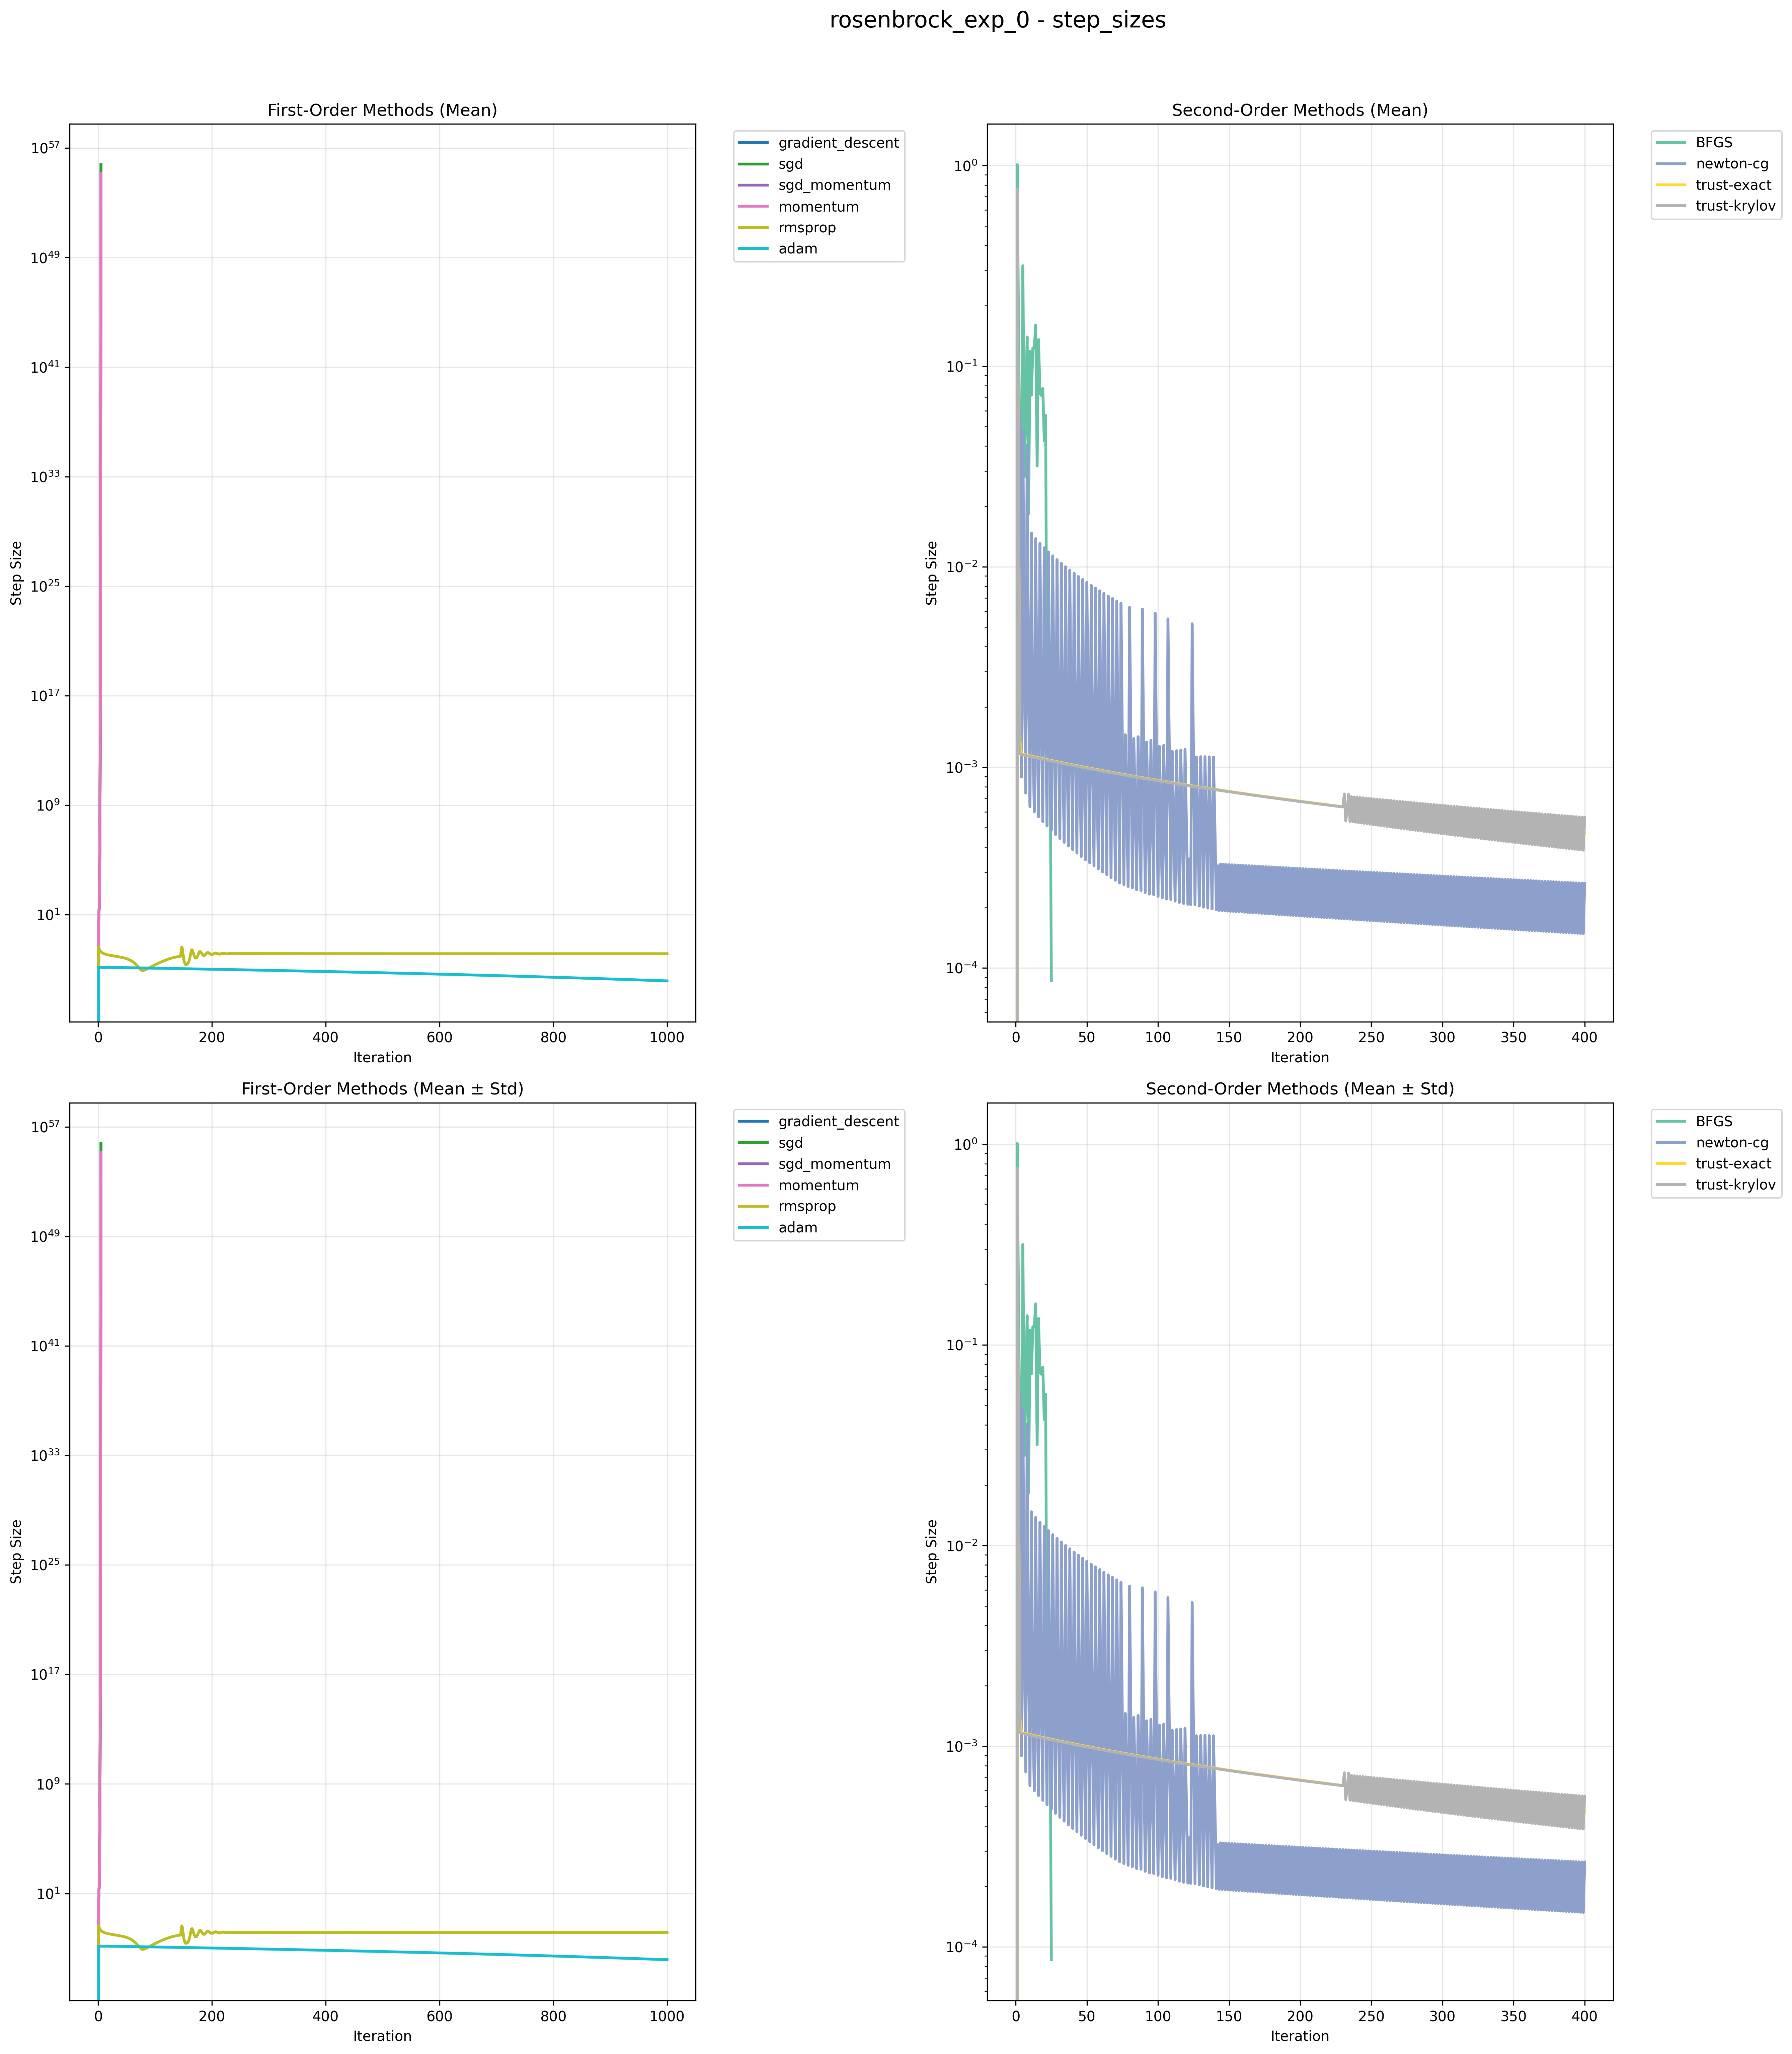 rosenbrock_exp_0 - step_sizes
First-Order Methods (Mean)
10^57
10^49
10^41
10^33
10^25
10^17
10^9
10^1
Step Size
0 200 400 600 800 1000
Iteration
gradient_descent
sgd
sgd_momentum
momentum
rmsprop
adam
Second-Order Methods (Mean)
10^0
10^−1
10^−2
10^−3
10^−4
Step Size
0 50 100 150 200 250 300 350 400
Iteration
BFGS
newton-cg
trust-exact
trust-krylov
First-Order Methods (Mean ± Std)
10^57
10^49
10^41
10^33
10^25
10^17
10^9
10^1
Step Size
0 200 400 600 800 1000
Iteration
gradient_descent
sgd
sgd_momentum
momentum
rmsprop
adam
Second-Order Methods (Mean ± Std)
10^0
10^−1
10^−2
10^−3
10^−4
Step Size
0 50 100 150 200 250 300 350 400
Iteration
BFGS
newton-cg
trust-exact
trust-krylov